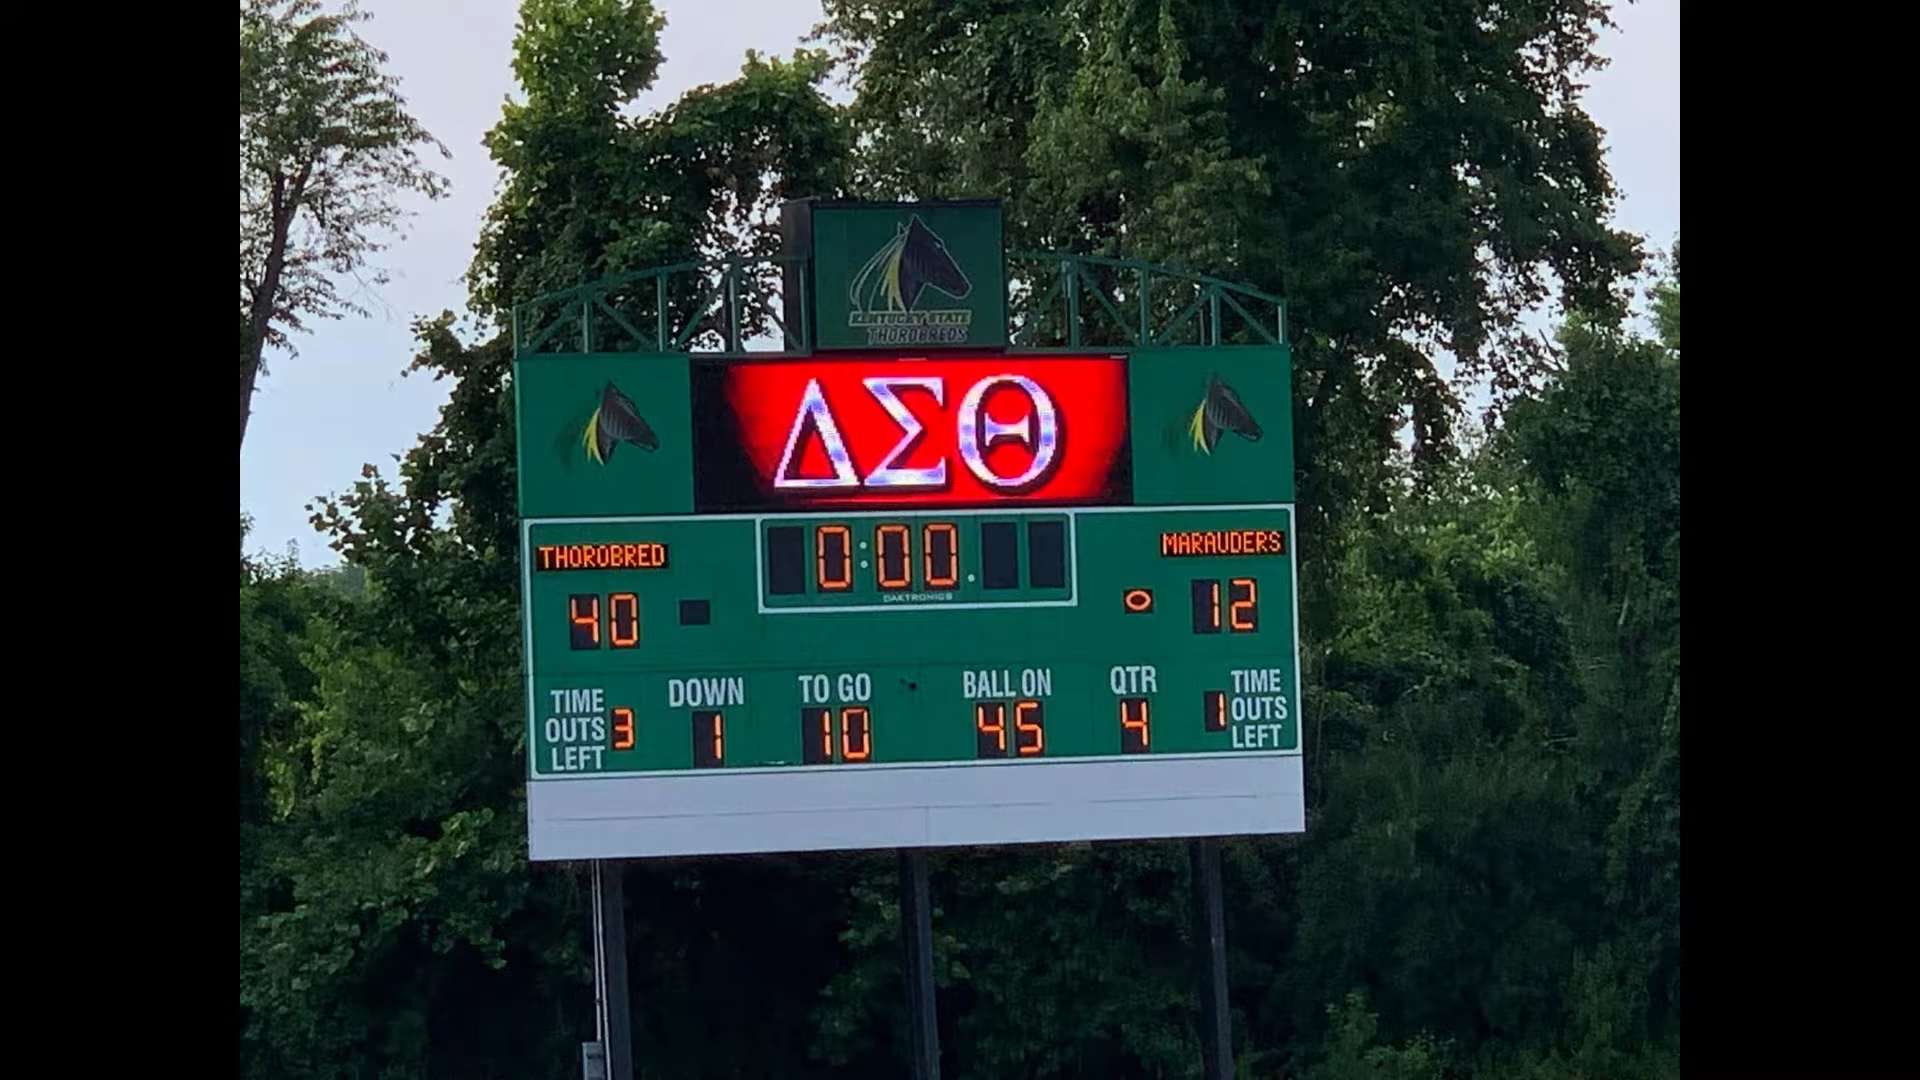 KENTUCKY STATE
THOROBREDS
ΔΣΘ
THOROBRED
0:00.
MARAUDERS
DAKTRONICS
40
12
TIME OUTS LEFT 3
DOWN 1
TO GO 10
BALL ON 45
QTR 4
1 TIME OUTS LEFT